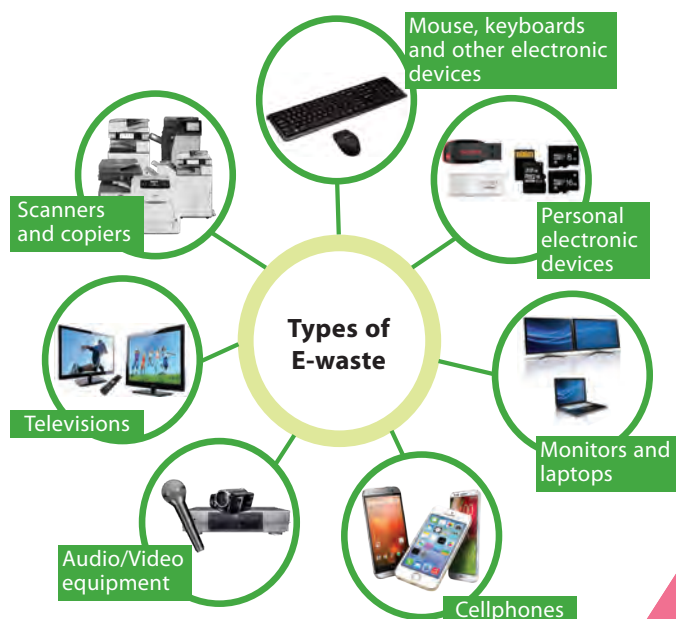 Mouse, keyboards
and other electronic
devices
Scanners
and copiers
Personal
electronic
devices
Types of
E-waste
Televisions
Monitors and
laptops
Audio/Video
equipment
Cellphones